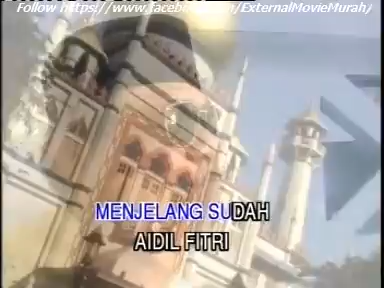 Follow https://www.facebook.com/ExternalMovieMurah/
MENJELANG SUDAH
AIDIL FITRI